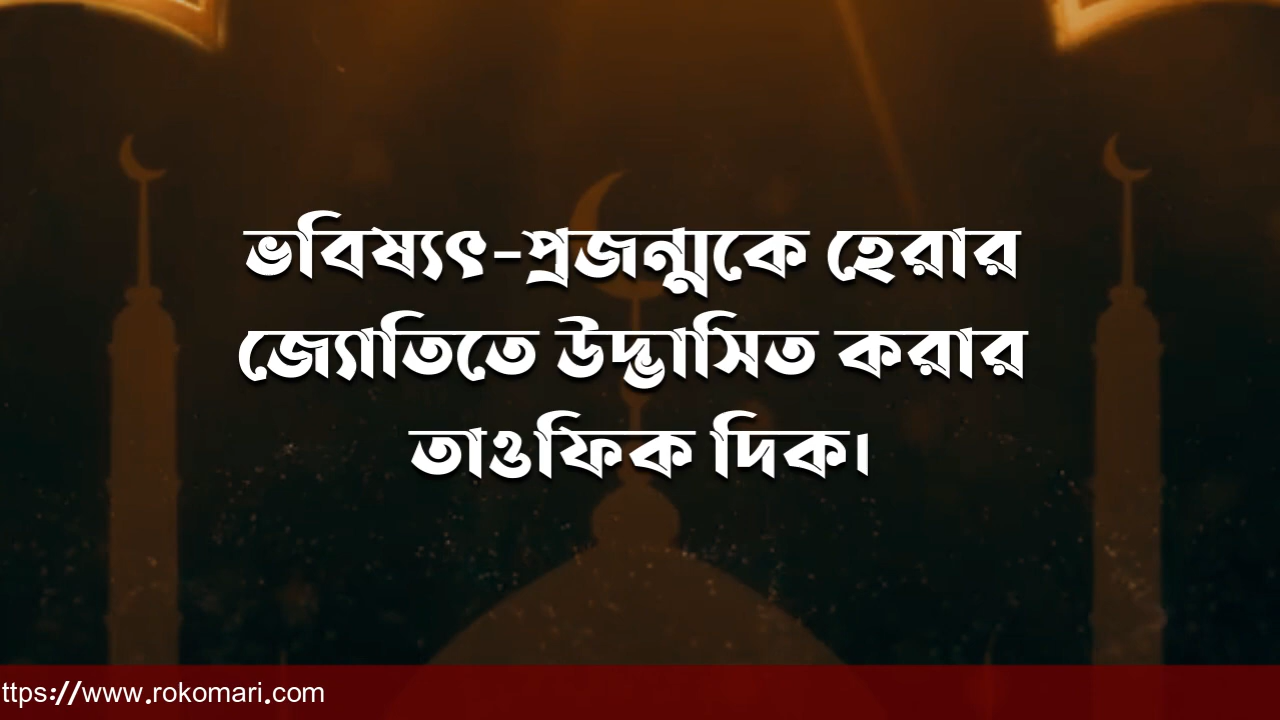 ভবিষ্যৎ-প্রজন্মকে হেরার
জ্যোতিতে উদ্ভাসিত করার
তাওফিক দিক।
ttps://www.rokomari.com